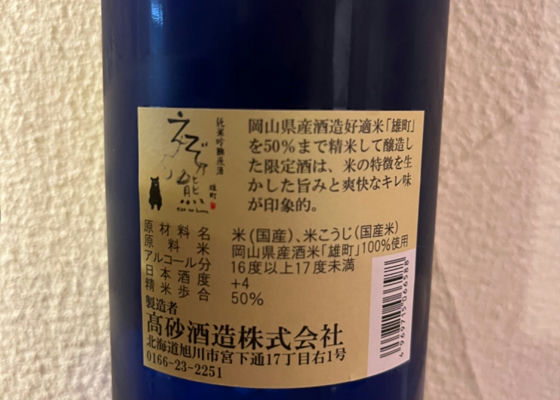 純米吟醸原酒
えぞ乃熊
雄町
岡山県産酒造好適米「雄町」
を50%まで精米して醸造し
た限定酒は、米の特徴を生
かした旨みと爽快なキレ味
が印象的。
原材料名 米(国産)、米こうじ(国産米)
原料米 岡山県産酒米「雄町」100%使用
アルコール分 16度以上17度未満
日本酒度 +4
精米歩合 50%
製造者
高砂酒造株式会社
北海道旭川市宮下通17丁目右1号
0166-23-2251
4969715066588